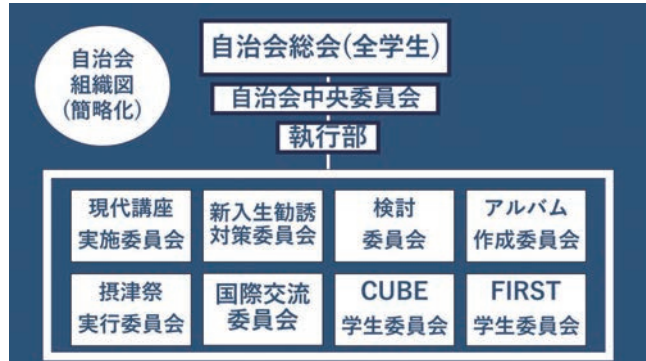 自治会
組織図
(簡略化)
自治会総会(全学生)
自治会中央委員会
執行部
現代講座
実施委員会
新入生勧誘
対策委員会
検討
委員会
アルバム
作成委員会
摂津祭
実行委員会
国際交流
委員会
CUBE
学生委員会
FIRST
学生委員会